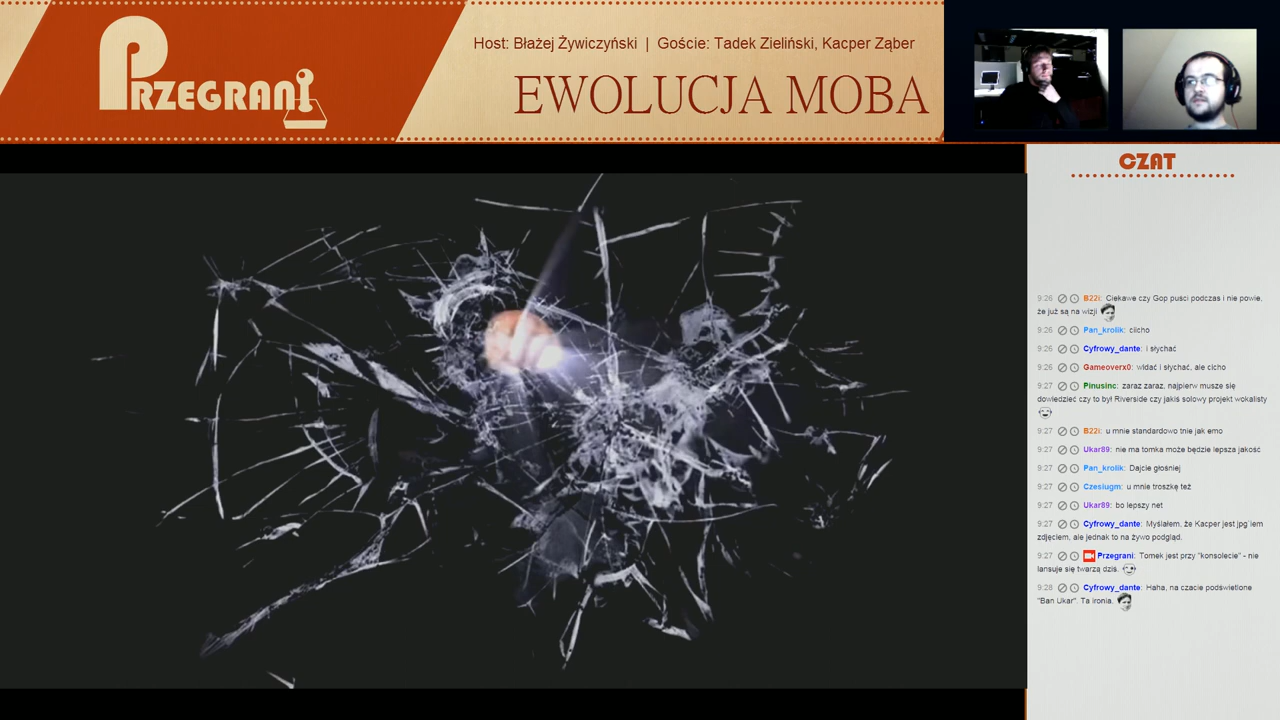 PRZEGRANI
Host: Błażej Żywiczyński | Goście: Tadek Zieliński, Kacper Ząber
EWOLUCJA MOBA
CZAT
9:26 B22i: Ciekawe czy Gop puści podczas i nie powie,
że już są na wizji
9:26 Pan_krolik: ciicho
9:26 Cyfrowy_dante: i słychać
9:26 Gameoverx0: widać i słychać, ale cicho
9:27 Pinusinc: zaraz zaraz, najpierw musze się
dowiedzieć czy to był Riverside czy jakiś solowy projekt wokalisty
9:27 B22i: u mnie standardowo tnie jak emo
9:27 Ukar89: nie ma tomka może będzie lepsza jakość
9:27 Pan_krolik: Dajcie głośniej
9:27 Czesiugm: u mnie troszkę też
9:27 Ukar89: bo lepszy net
9:27 Cyfrowy_dante: Myślałem, że Kacper jest jpg`iem
zdjęciem, ale jednak to na żywo podgląd.
9:27 Przegrani: Tomek jest przy "konsolecie" - nie
lansuje się twarzą dziś.
9:28 Cyfrowy_dante: Haha, na czacie podświetlone
"Ban Ukar". Ta ironia.